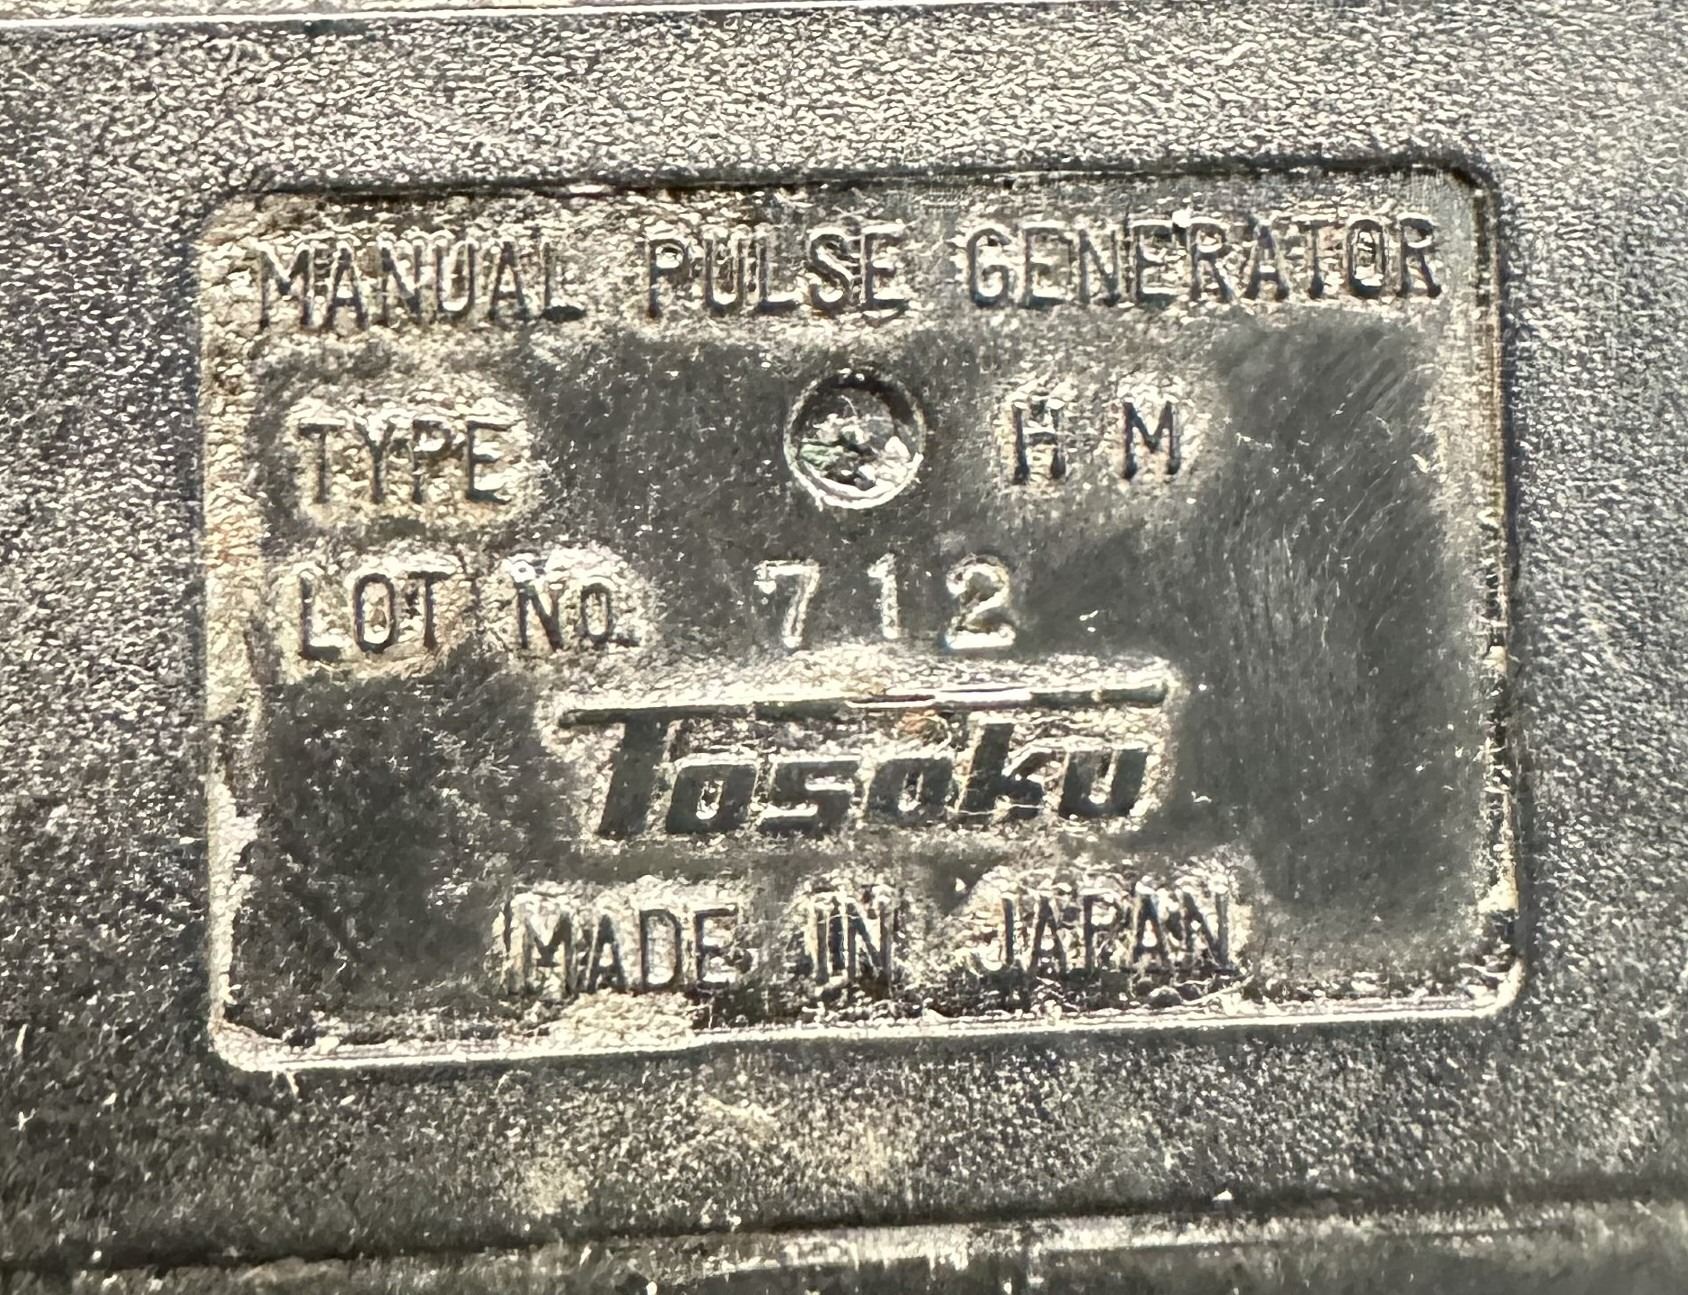 MANUAL PULSE GENERATOR
TYPE HM
LOT No. 712
Tosoku
MADE IN JAPAN